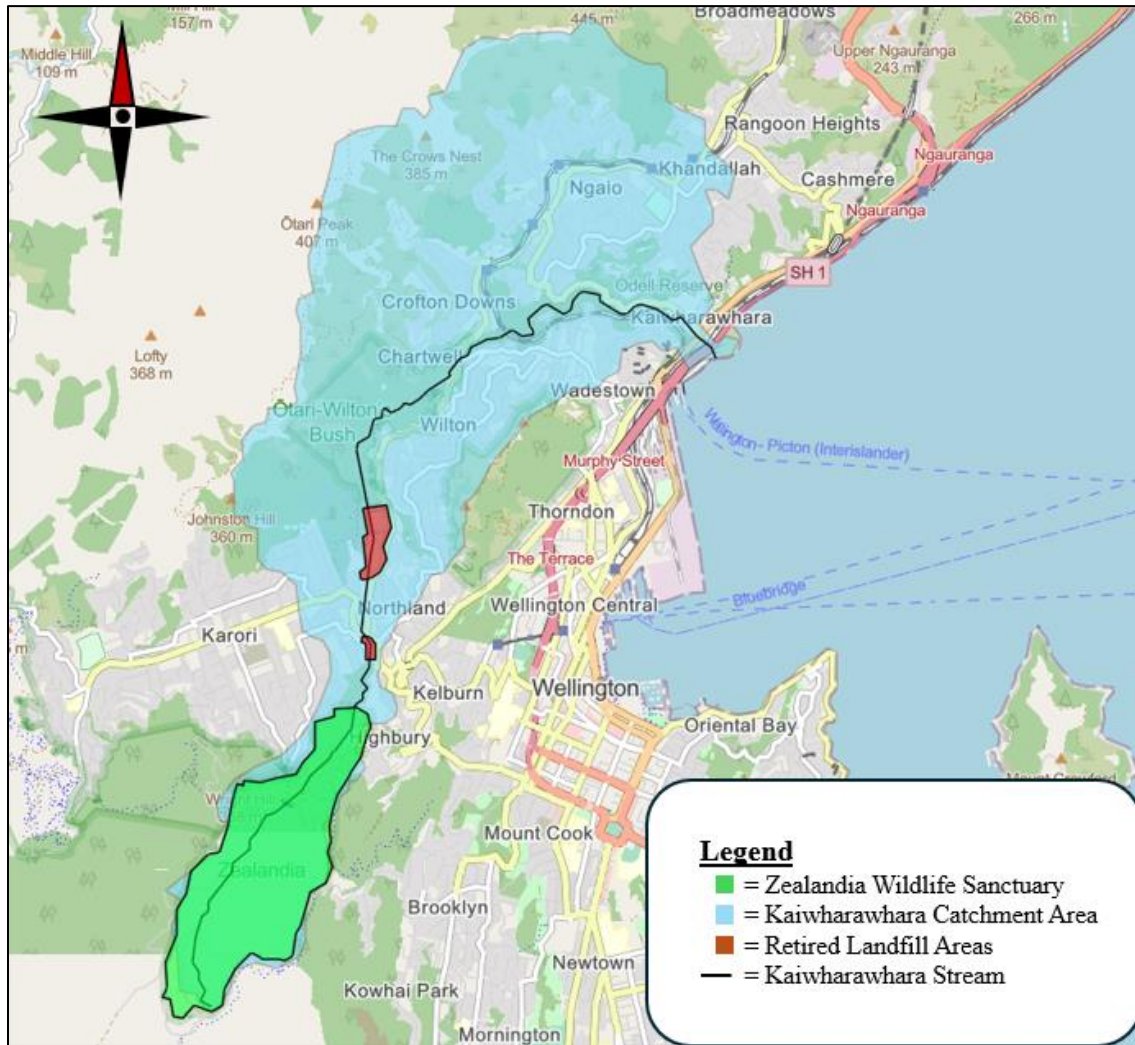 Mill Hill
157 m
445 m
Broadmeadows
266 m
Middle Hill
109 m
Upper Ngauranga
243 m
Rangoon Heights
The Crows Nest
385 m
Khandallah
Ngauranga
Ngaio
Cashmere
Ngauranga
Ōtari Peak
407 m
SH 1
Crofton Downs
Odell Reserve
Kaiwharawhara
Chartwell
Lofty
368 m
Wadestown
Ōtari-Wilton
Bush
Wilton
Wellington - Picton (Interislander)
Murphy Street
Johnston Hill
360 m
Thorndon
The Terrace
Bluebridge
Northland
Wellington Central
Karori
Kelburn
Wellington
Oriental Bay
Highbury
Mount Crawford
Mount Cook
Zealandia
Brooklyn
Newtown
Kowhai Park
Mornington
Legend
= Zealandia Wildlife Sanctuary
= Kaiwharawhara Catchment Area
= Retired Landfill Areas
= Kaiwharawhara Stream